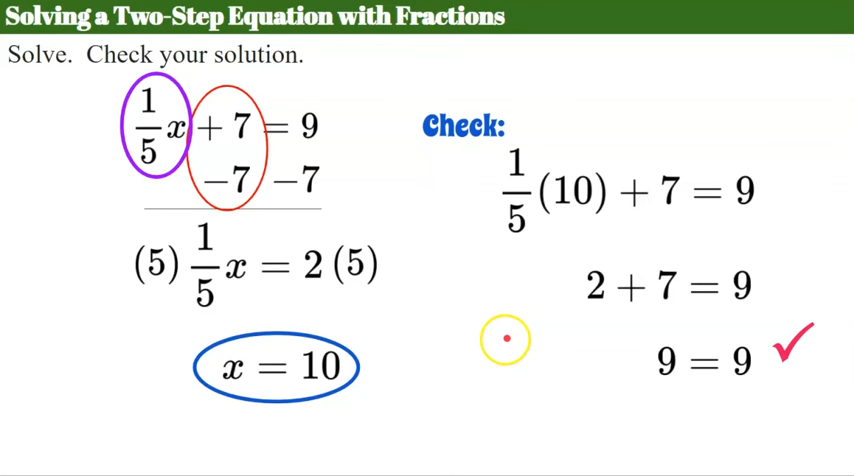 Solving a Two-Step Equation with Fractions
Solve. Check your solution.
1/5 x + 7 = 9
−7 −7
(5) 1/5 x = 2 (5)
x = 10
Check:
1/5 (10) + 7 = 9
2 + 7 = 9
9 = 9 ✓